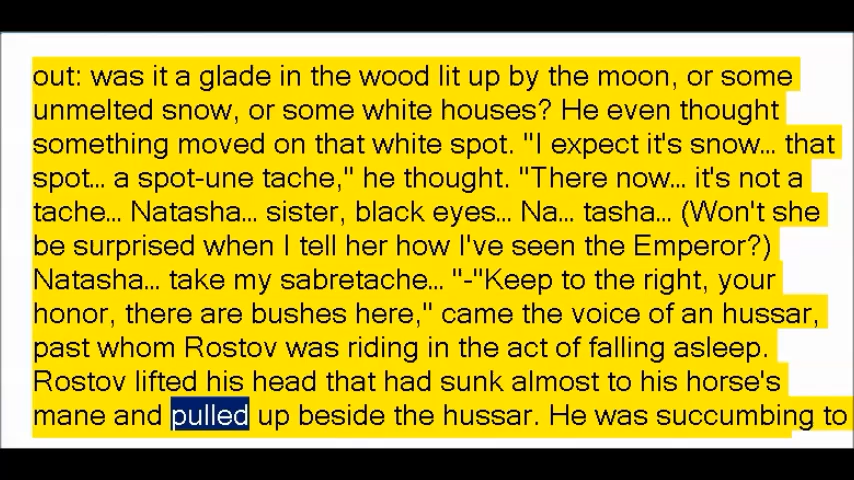 out: was it a glade in the wood lit up by the moon, or some
unmelted snow, or some white houses? He even thought
something moved on that white spot. "I expect it's snow... that
spot... a spot-une tache," he thought. "There now... it's not a
tache... Natasha... sister, black eyes... Na... tasha... (Won't she
be surprised when I tell her how I've seen the Emperor?)
Natasha... take my sabretache... "-"Keep to the right, your
honor, there are bushes here," came the voice of an hussar,
past whom Rostov was riding in the act of falling asleep.
Rostov lifted his head that had sunk almost to his horse's
mane and pulled up beside the hussar. He was succumbing to